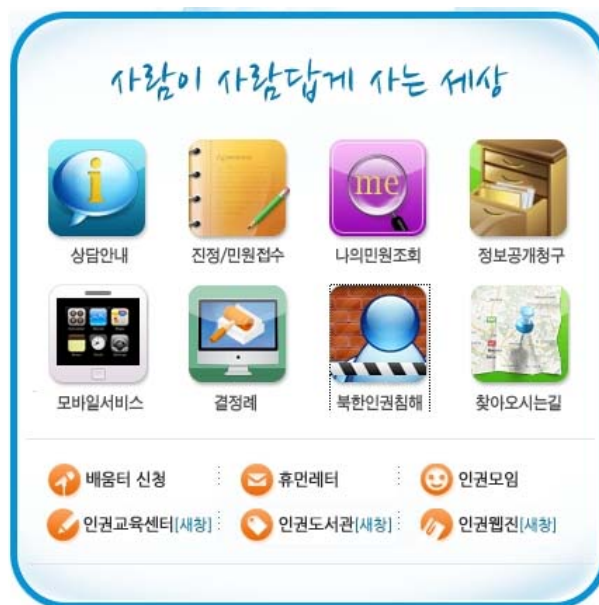 사람이 사람답게 사는 세상
i
me
상담안내 진정/민원접수 나의민원조회 정보공개청구
모바일서비스 결정례 북한인권침해 찾아오시는길
배움터 신청 휴먼레터 인권모임
인권교육센터[새창] 인권도서관[새창] 인권웹진[새창]